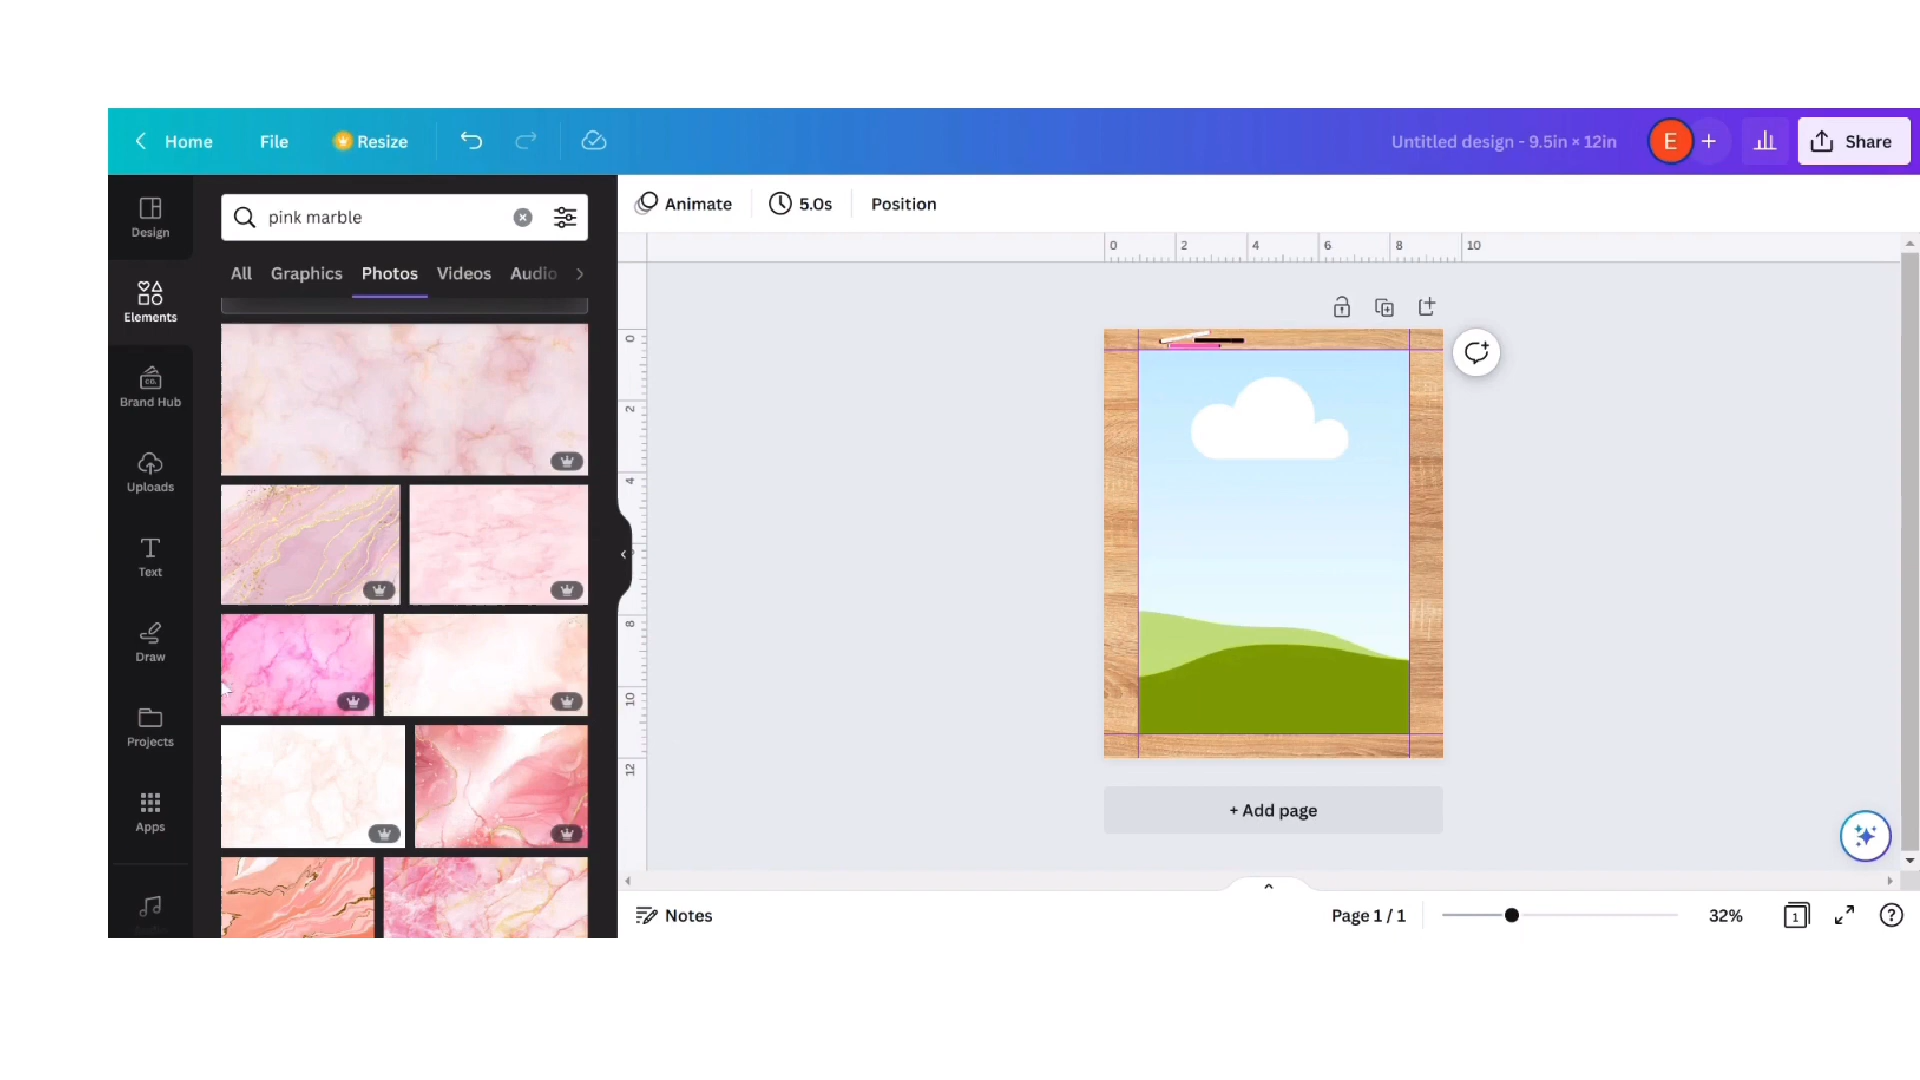 Home File Resize Untitled design - 9.5in × 12in E + Share
Design
Elements
Brand Hub
CO.
Uploads
Text
Draw
Projects
Apps
pink marble
All Graphics Photos Videos Audio
Animate 5.0s Position
0 2 4 6 8 10
0
2
4
8
10
12
+ Add page
Notes Page 1 / 1 32% 1 ?